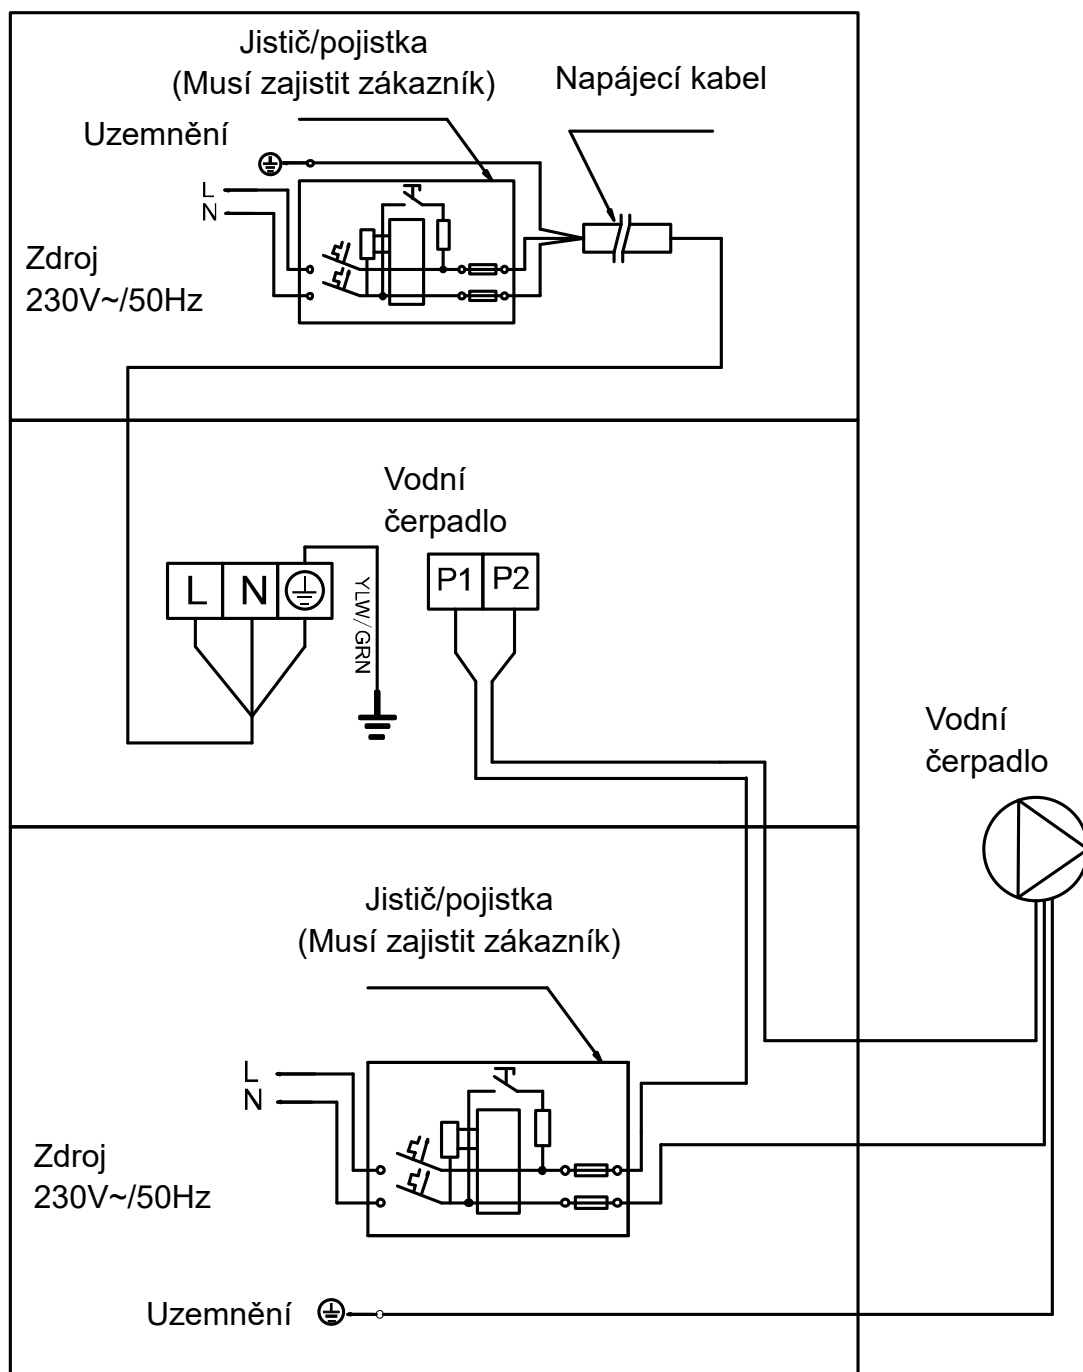 Jistič/pojistka
(Musí zajistit zákazník)
Napájecí kabel
Uzemnění
L
N
Zdroj
230V~/50Hz
Vodní
čerpadlo
L N
YLW/GRN
P1 P2
Vodní
čerpadlo
Jistič/pojistka
(Musí zajistit zákazník)
L
N
Zdroj
230V~/50Hz
Uzemnění